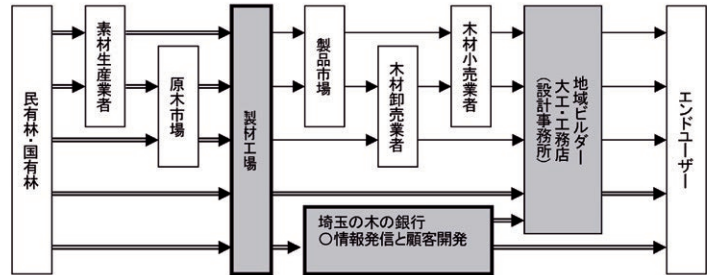 民有林・国有林
素材生産業者
原木市場
製材工場
製品市場
木材卸売業者
木材小売業者
地域ビルダー
大工・工務店
（設計事務所）
エンドユーザー
埼玉の木の銀行
○情報発信と顧客開発